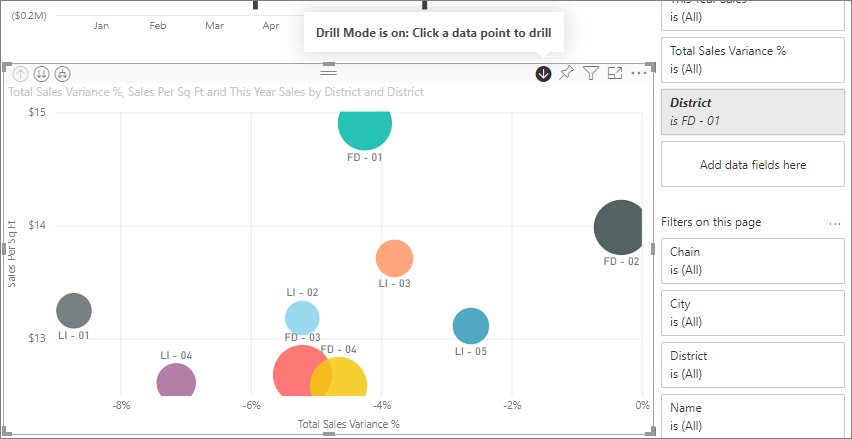 ($0.2M)
Jan Feb Mar Apr
Drill Mode is on: Click a data point to drill
Total Sales Variance %, Sales Per Sq Ft and This Year Sales by District and District
Sales Per Sq Ft
$15
$14
$13
FD - 01
FD - 02
LI - 03
LI - 02
LI - 01
FD - 03
FD - 04
LI - 05
LI - 04
-8% -6% -4% -2% 0%
Total Sales Variance %
This Year Sales
is (All)
Total Sales Variance %
is (All)
District
is FD - 01
Add data fields here
Filters on this page
Chain
is (All)
City
is (All)
District
is (All)
Name
is (All)